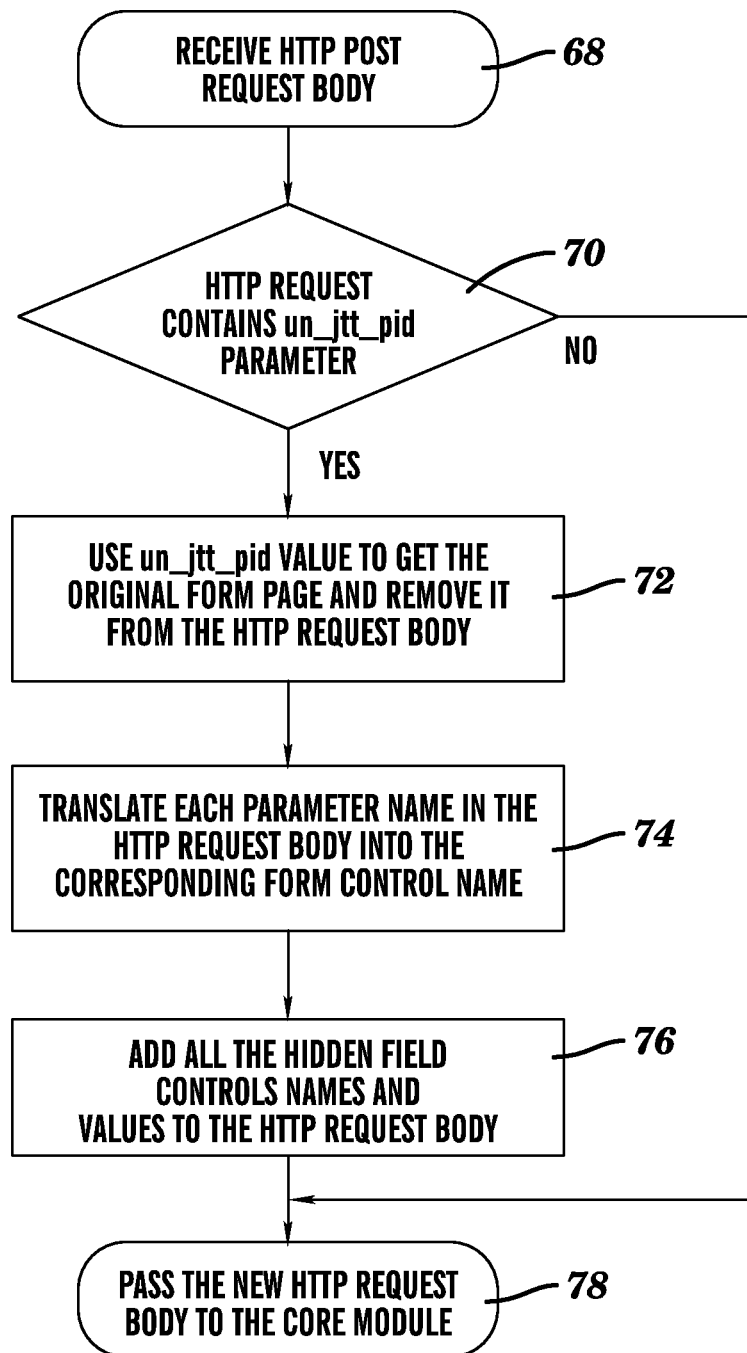 RECEIVE HTTP POST
REQUEST BODY
68
HTTP REQUEST
CONTAINS un_jtt_pid
PARAMETER
70
NO
YES
USE un_jtt_pid VALUE TO GET THE
ORIGINAL FORM PAGE AND REMOVE IT
FROM THE HTTP REQUEST BODY
72
TRANSLATE EACH PARAMETER NAME IN THE
HTTP REQUEST BODY INTO THE
CORRESPONDING FORM CONTROL NAME
74
ADD ALL THE HIDDEN FIELD
CONTROLS NAMES AND
VALUES TO THE HTTP REQUEST BODY
76
PASS THE NEW HTTP REQUEST
BODY TO THE CORE MODULE
78